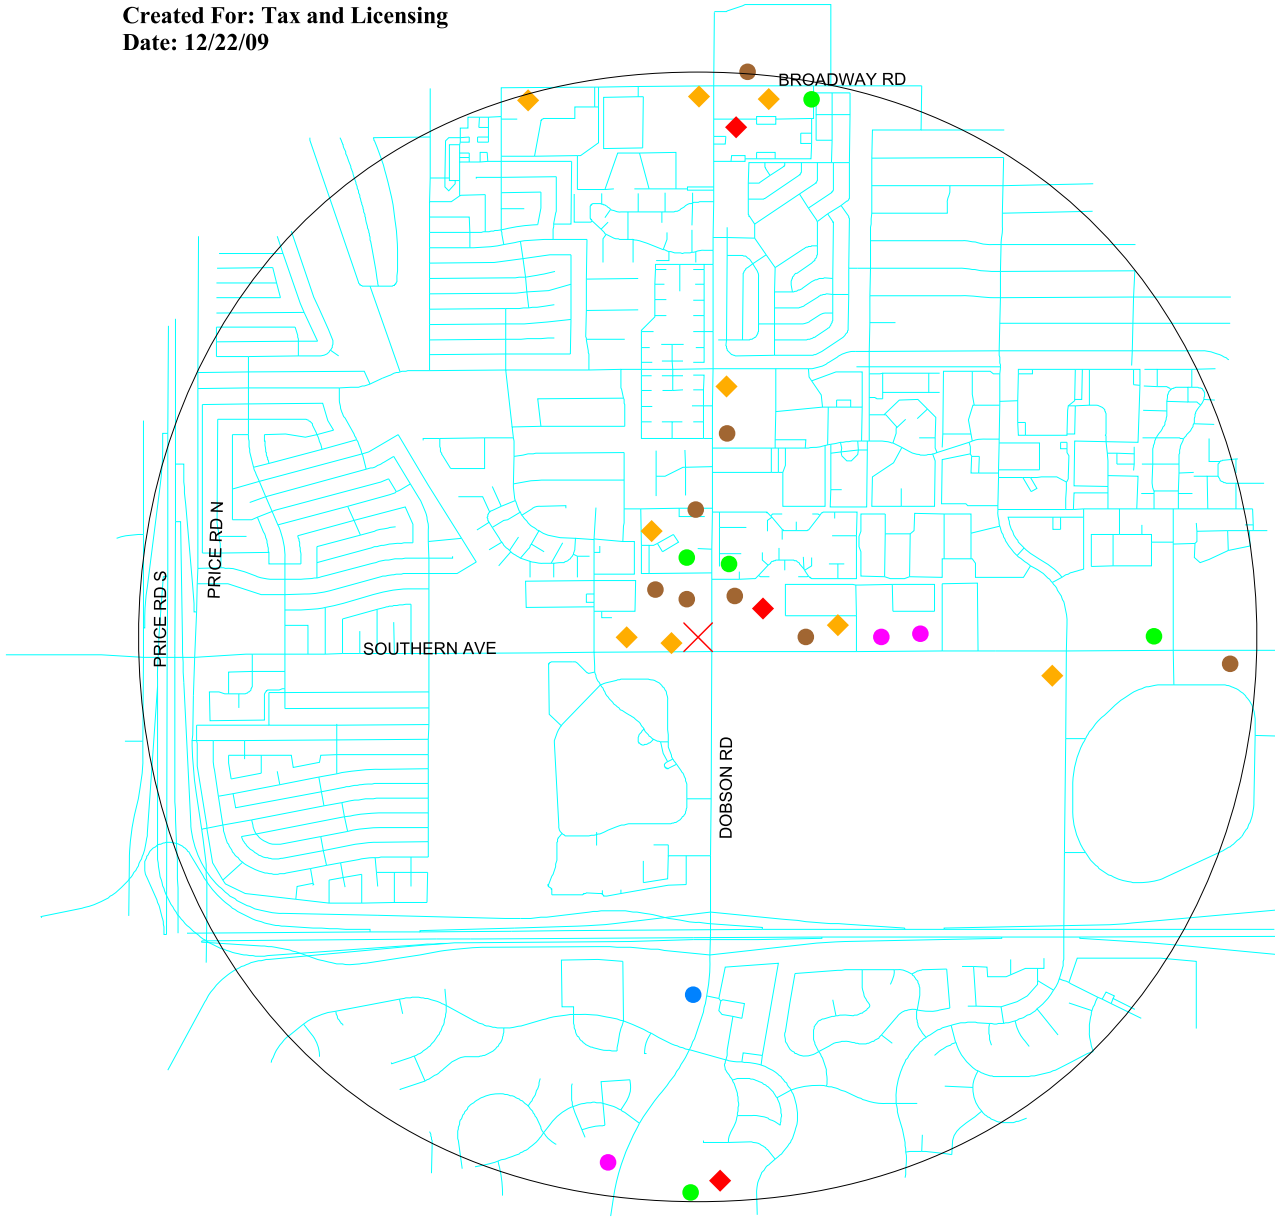 Created For: Tax and Licensing
Date: 12/22/09
BROADWAY RD
PRICE RD N
PRICE RD S
SOUTHERN AVE
DOBSON RD